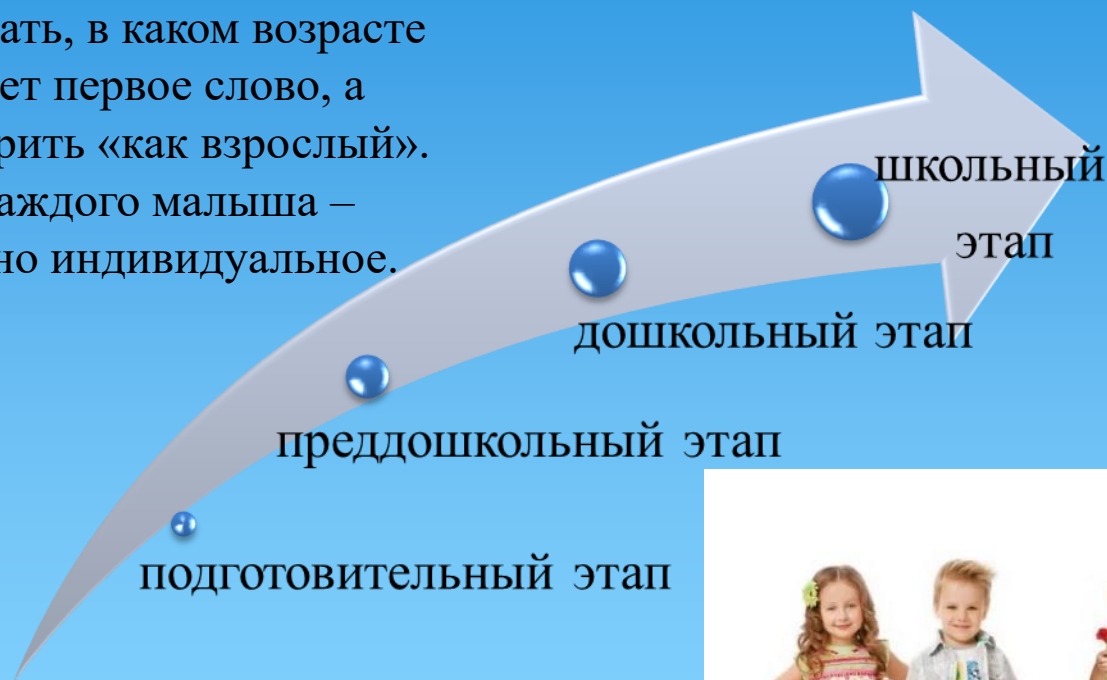 ать, в каком возрасте
ет первое слово, а
рить «как взрослый».
аждого малыша –
но индивидуальное.
школьный
этап
дошкольный этап
преддошкольный этап
подготовительный этап